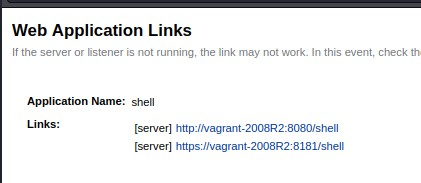 Web Application Links
If the server or listener is not running, the link may not work. In this event, check the
Application Name: shell
Links:
[server] http://vagrant-2008R2:8080/shell
[server] https://vagrant-2008R2:8181/shell